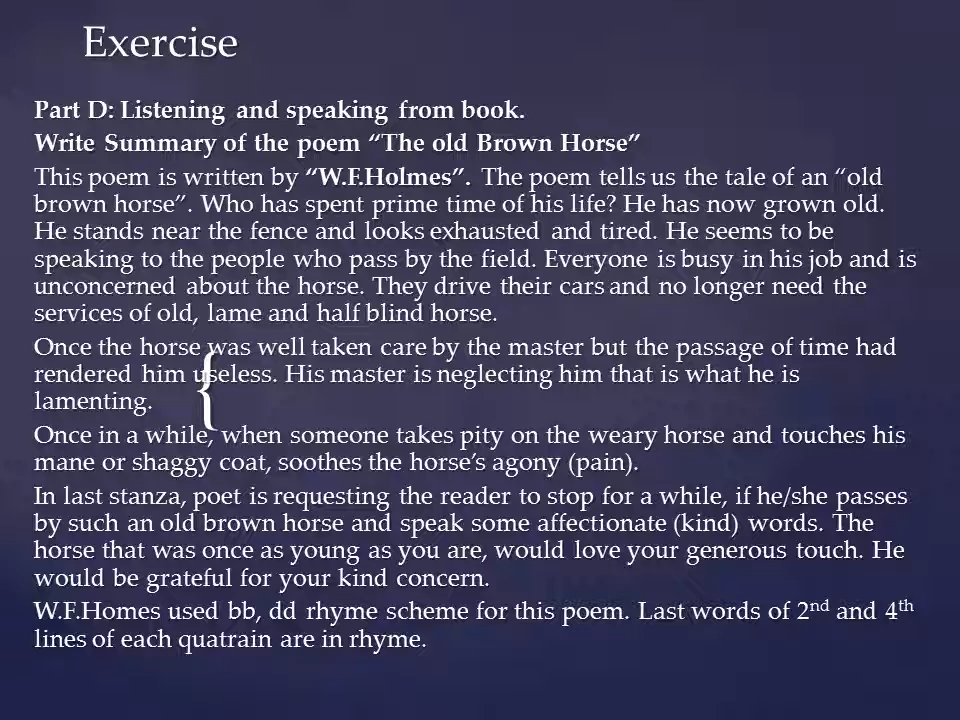 Exercise
Part D: Listening and speaking from book.
Write Summary of the poem “The old Brown Horse”
This poem is written by “W.F.Holmes”. The poem tells us the tale of an “old
brown horse”. Who has spent prime time of his life? He has now grown old.
He stands near the fence and looks exhausted and tired. He seems to be
speaking to the people who pass by the field. Everyone is busy in his job and is
unconcerned about the horse. They drive their cars and no longer need the
services of old, lame and half blind horse.
Once the horse was well taken care by the master but the passage of time had
rendered him useless. His master is neglecting him that is what he is
lamenting.
{
Once in a while, when someone takes pity on the weary horse and touches his
mane or shaggy coat, soothes the horse’s agony (pain).
In last stanza, poet is requesting the reader to stop for a while, if he/she passes
by such an old brown horse and speak some affectionate (kind) words. The
horse that was once as young as you are, would love your generous touch. He
would be grateful for your kind concern.
W.F.Homes used bb, dd rhyme scheme for this poem. Last words of 2nd and 4th
lines of each quatrain are in rhyme.